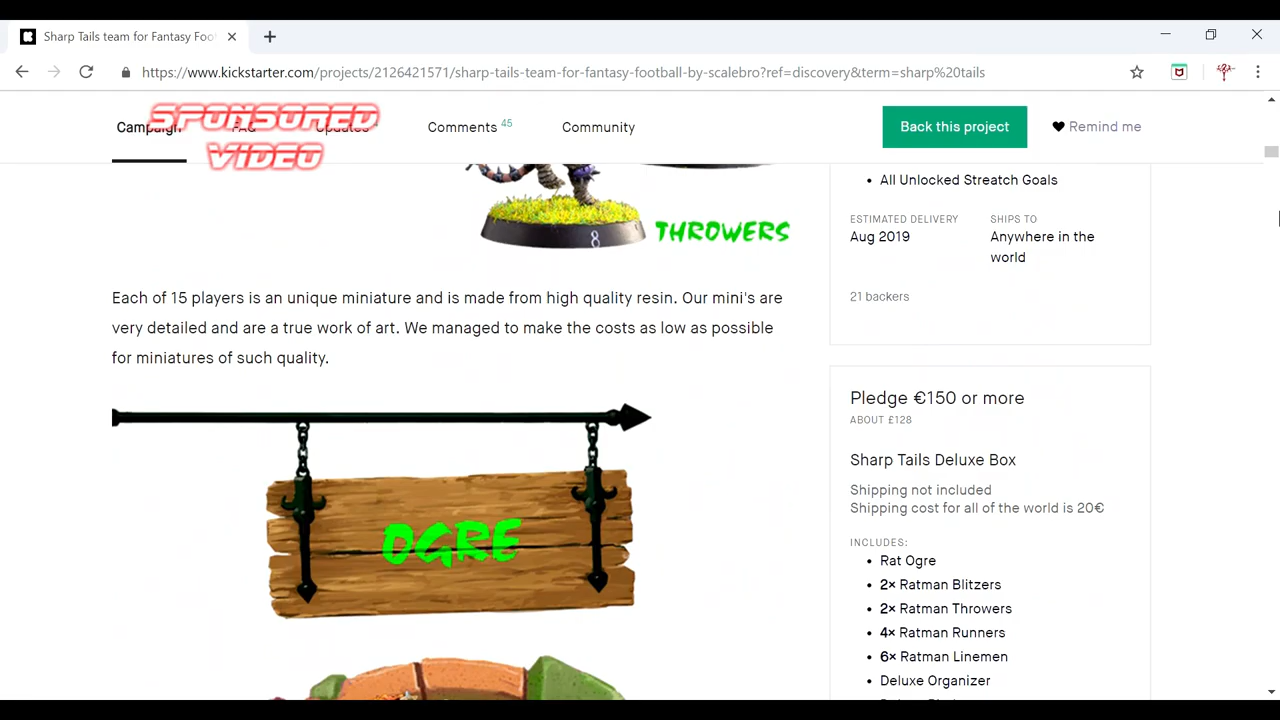 Sharp Tails team for Fantasy Foo
https://www.kickstarter.com/projects/2126421571/sharp-tails-team-for-fantasy-football-by-scalebro?ref=discovery&term=sharp%20tails
SPONSORED
VIDEO
Campaign FAQ Updates Comments 45 Community
Back this project
Remind me
8
THROWERS
Each of 15 players is an unique miniature and is made from high quality resin. Our mini's are
very detailed and are a true work of art. We managed to make the costs as low as possible
for miniatures of such quality.
OGRE
All Unlocked Streatch Goals
ESTIMATED DELIVERY
Aug 2019
SHIPS TO
Anywhere in the
world
21 backers
Pledge €150 or more
ABOUT £128
Sharp Tails Deluxe Box
Shipping not included
Shipping cost for all of the world is 20€
INCLUDES:
Rat Ogre
2× Ratman Blitzers
2× Ratman Throwers
4× Ratman Runners
6× Ratman Linemen
Deluxe Organizer